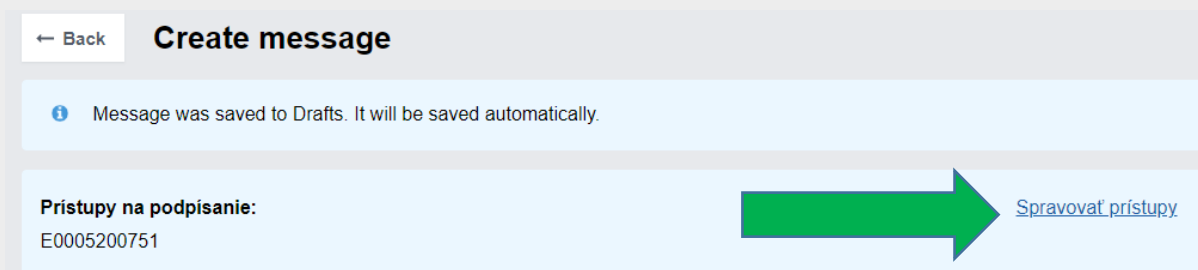 ← Back
Create message
Message was saved to Drafts. It will be saved automatically.
Prístupy na podpísanie:
Spravovať prístupy
E0005200751